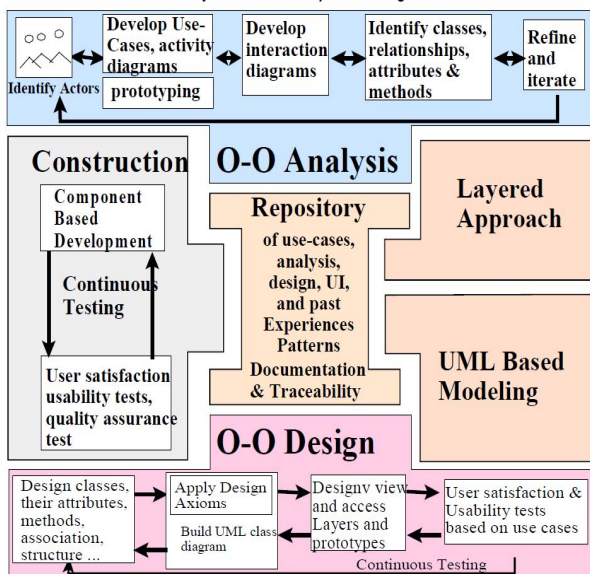 Develop Use-
Cases, activity
diagrams
prototyping
Identify Actors
Develop
interaction
diagrams
Identify classes,
relationships,
attributes &
methods
Refine
and
iterate
O-O Analysis
Construction
Component
Based
Development
Continuous
Testing
User satisfaction
usability tests,
quality assurance
test
Repository
of use-cases,
analysis,
design, UI,
and past
Experiences
Patterns
Documentation
& Traceability
Layered
Approach
UML Based
Modeling
O-O Design
Design classes,
their attributes,
methods,
association,
structure ...
Apply Design
Axioms
Build UML class
diagram
Designv view
and access
Layers and
prototypes
User satisfaction &
Usability tests
based on use cases
Continuous Testing